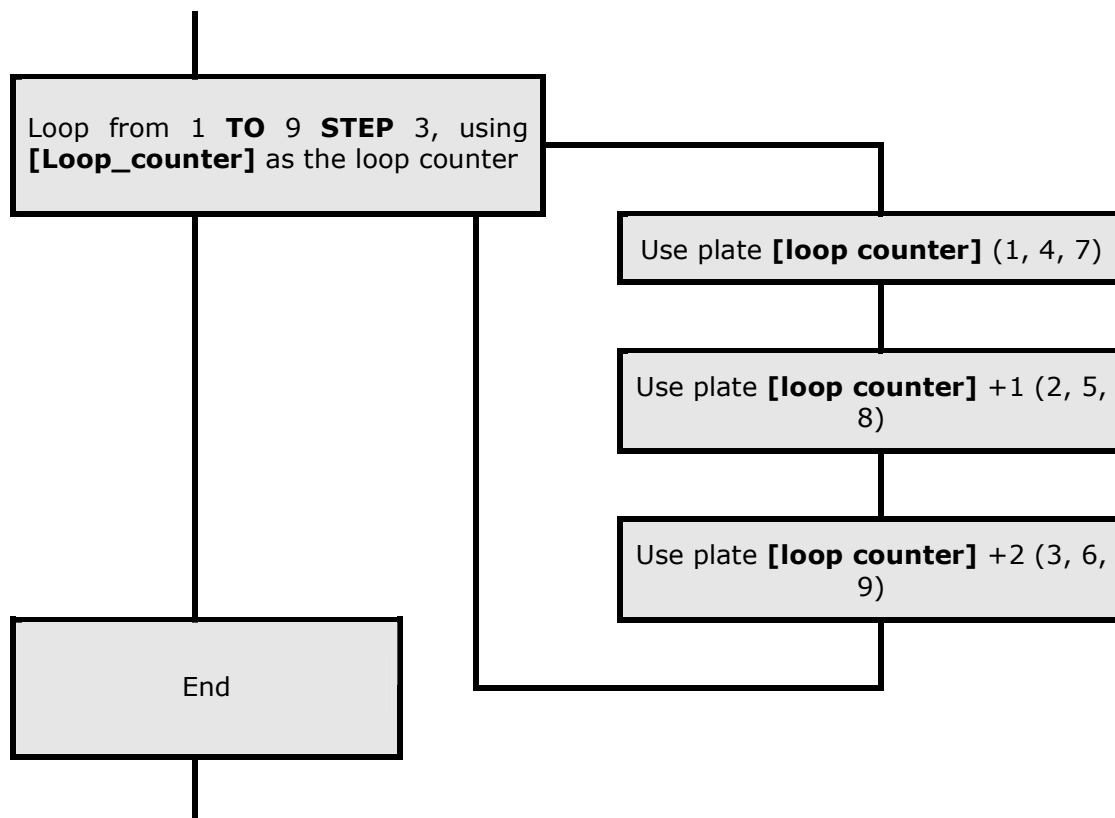 Loop from 1 TO 9 STEP 3, using
[Loop_counter] as the loop counter
Use plate [loop counter] (1, 4, 7)
Use plate [loop counter] +1 (2, 5,
8)
Use plate [loop counter] +2 (3, 6,
9)
End